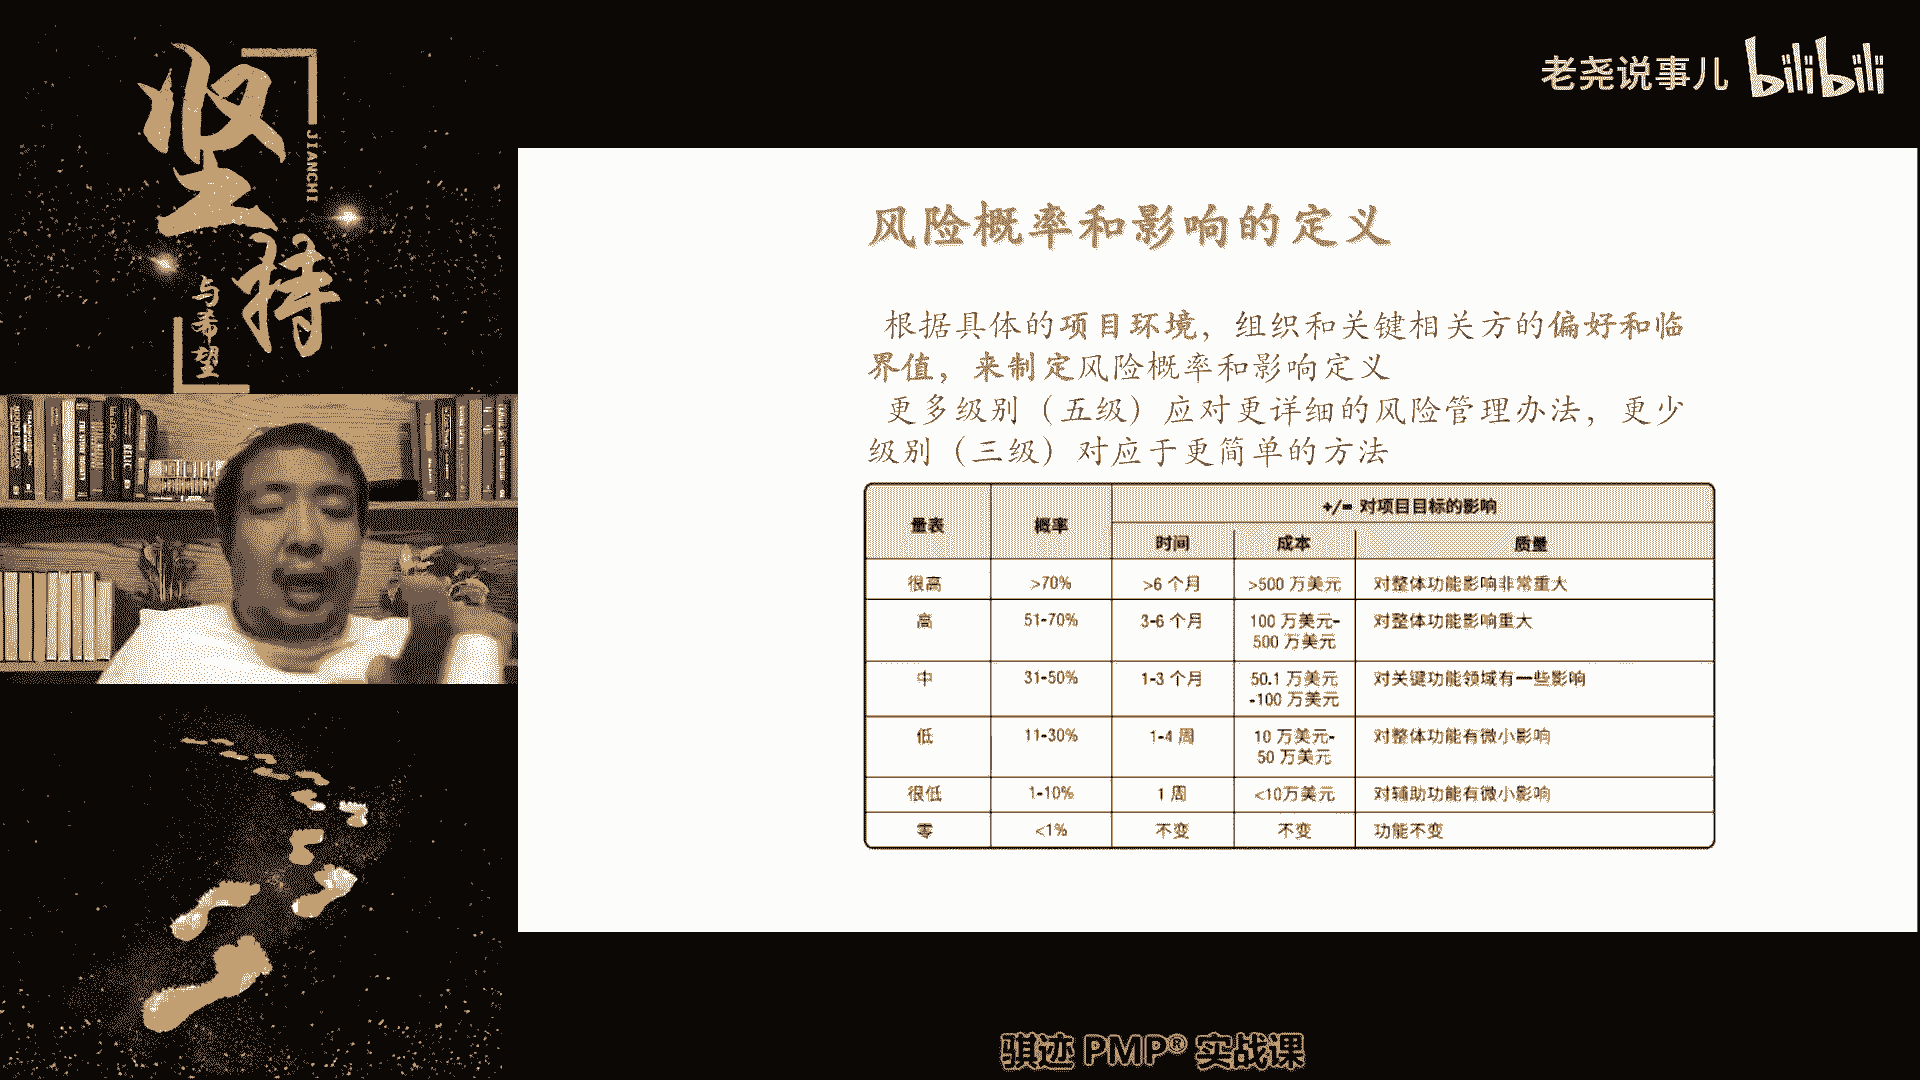 坚持
JIANCHI
与希望
老尧说事儿 bilibili
风险概率和影响的定义
根据具体的项目环境，组织和关键相关方的偏好和临
界值，来制定风险概率和影响定义
更多级别（五级）应对更详细的风险管理办法，更少
级别（三级）对应于更简单的方法
量表 概率 +/- 对项目目标的影响
时间 成本 质量
很高 >70% >6 个月 >500 万美元 对整体功能影响非常重大
高 51-70% 3-6 个月 100 万美元-
500 万美元 对整体功能影响重大
中 31-50% 1-3 个月 50.1 万美元
-100 万美元 对关键功能领域有一些影响
低 11-30% 1-4 周 10 万美元-
50 万美元 对整体功能有微小影响
很低 1-10% 1 周 <10万美元 对辅助功能有微小影响
零 <1% 不变 不变 功能不变
骐迹 PMP® 实战课